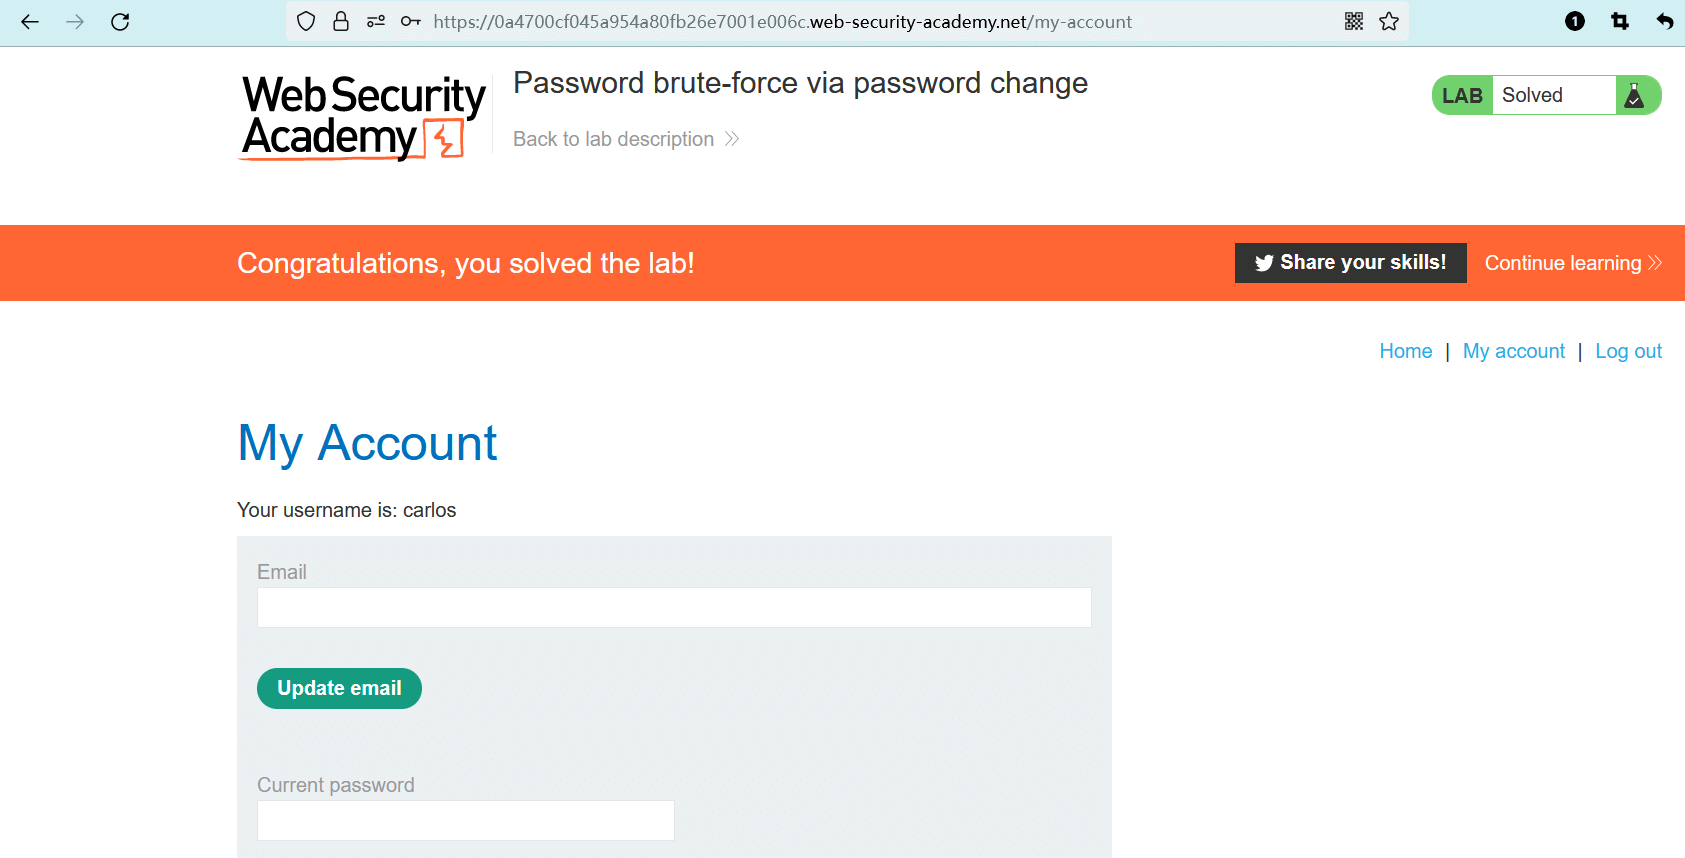 https://0a4700cf045a954a80fb26e7001e006c.web-security-academy.net/my-account
1
Web Security
Academy
Password brute-force via password change
Back to lab description
LAB Solved
Congratulations, you solved the lab!
Share your skills!
Continue learning
Home | My account | Log out
My Account
Your username is: carlos
Email
Update email
Current password